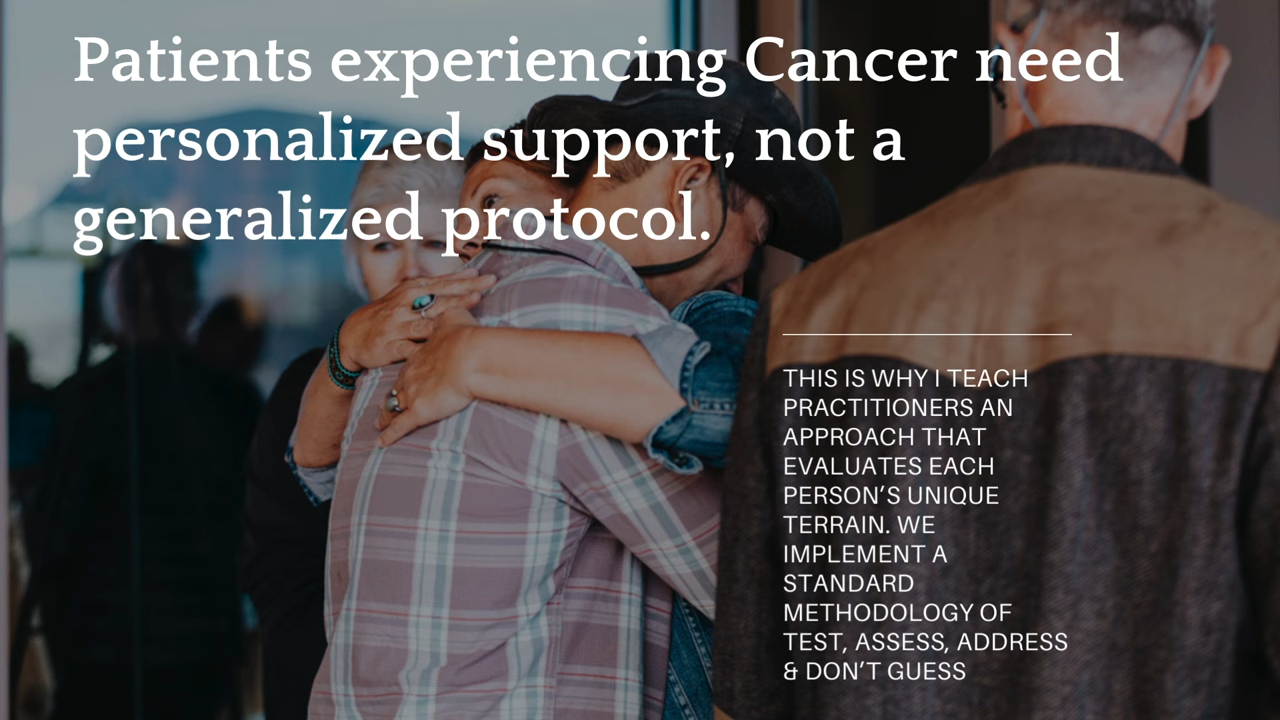 Patients experiencing Cancer need
personalized support, not a
generalized protocol.
THIS IS WHY I TEACH
PRACTITIONERS AN
APPROACH THAT
EVALUATES EACH
PERSON’S UNIQUE
TERRAIN. WE
IMPLEMENT A
STANDARD
METHODOLOGY OF
TEST, ASSESS, ADDRESS
& DON’T GUESS